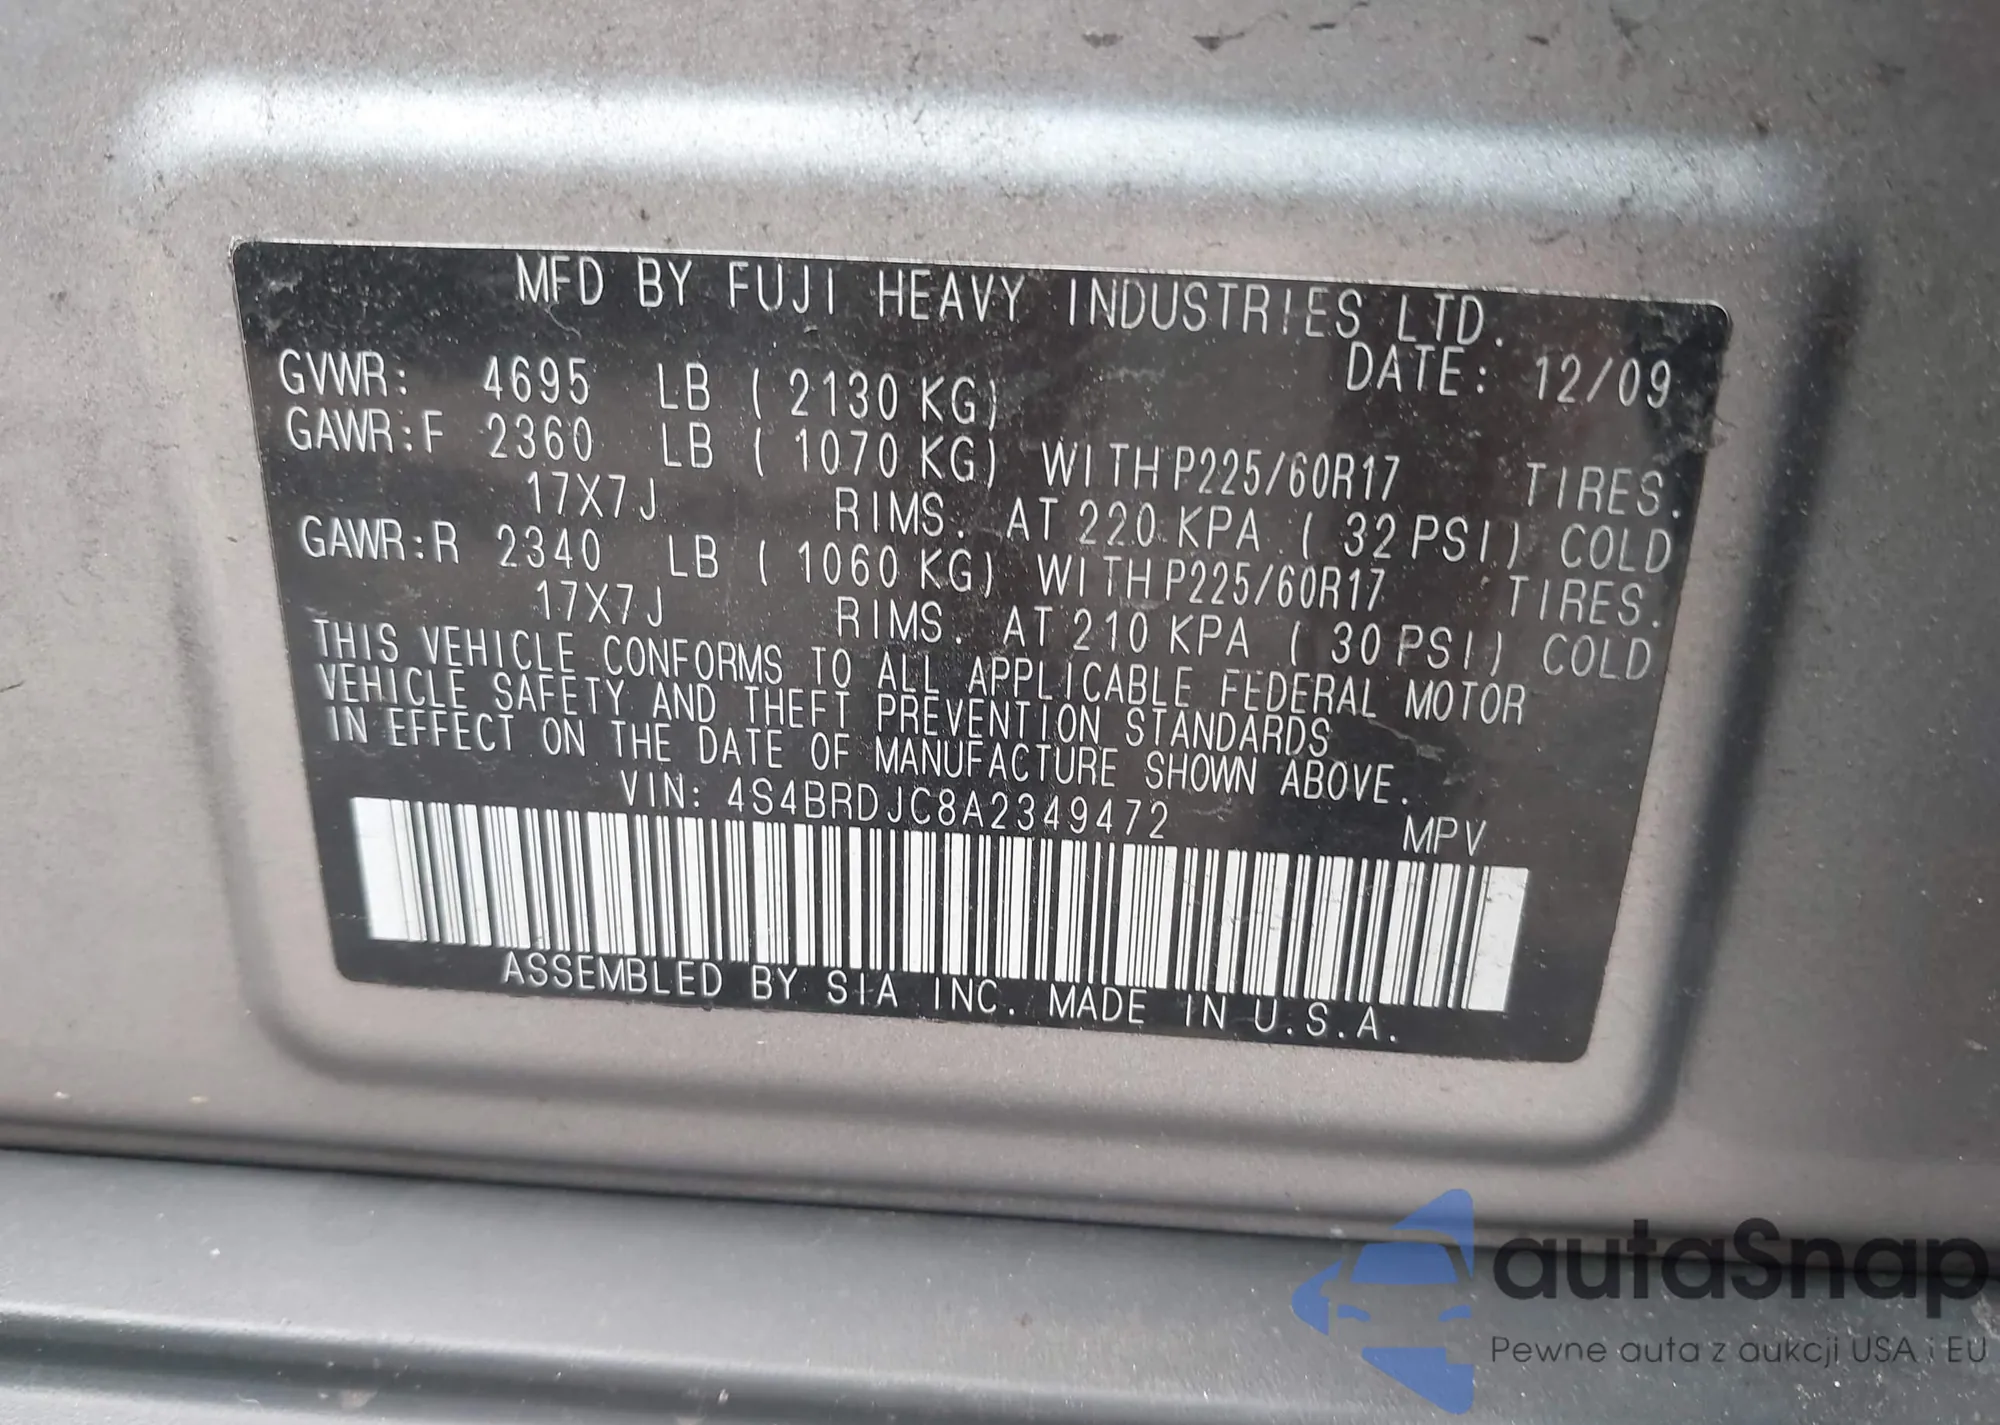 MFD BY FUJI HEAVY INDUSTRIES LTD.
DATE: 12/09
GVWR: 4695 LB (2130 KG)
GAWR:F 2360 LB (1070 KG) WITH P225/60R17 TIRES.
17X7J RIMS. AT 220 KPA (32 PSI) COLD
GAWR:R 2340 LB (1060 KG) WITH P225/60R17 TIRES.
17X7J RIMS. AT 210 KPA (30 PSI) COLD
THIS VEHICLE CONFORMS TO ALL APPLICABLE FEDERAL MOTOR
VEHICLE SAFETY AND THEFT PREVENTION STANDARDS
IN EFFECT ON THE DATE OF MANUFACTURE SHOWN ABOVE.
VIN: 4S4BRDJC8A2349472 MPV
ASSEMBLED BY SIA INC. MADE IN U.S.A.
autaSnap
Pewne auta z aukcji USA i EU